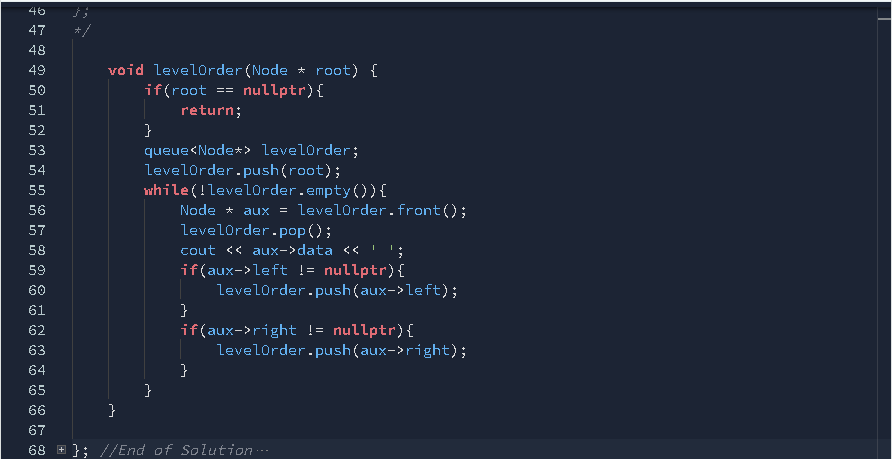 46 };
47 */
48
49 void levelOrder(Node * root) {
50 if(root == nullptr){
51 return;
52 }
53 queue<Node*> levelOrder;
54 levelOrder.push(root);
55 while(!levelOrder.empty()){
56 Node * aux = levelOrder.front();
57 levelOrder.pop();
58 cout << aux->data << ' ';
59 if(aux->left != nullptr){
60 levelOrder.push(aux->left);
61 }
62 if(aux->right != nullptr){
63 levelOrder.push(aux->right);
64 }
65 }
66 }
67
68 }; //End of Solution⋯